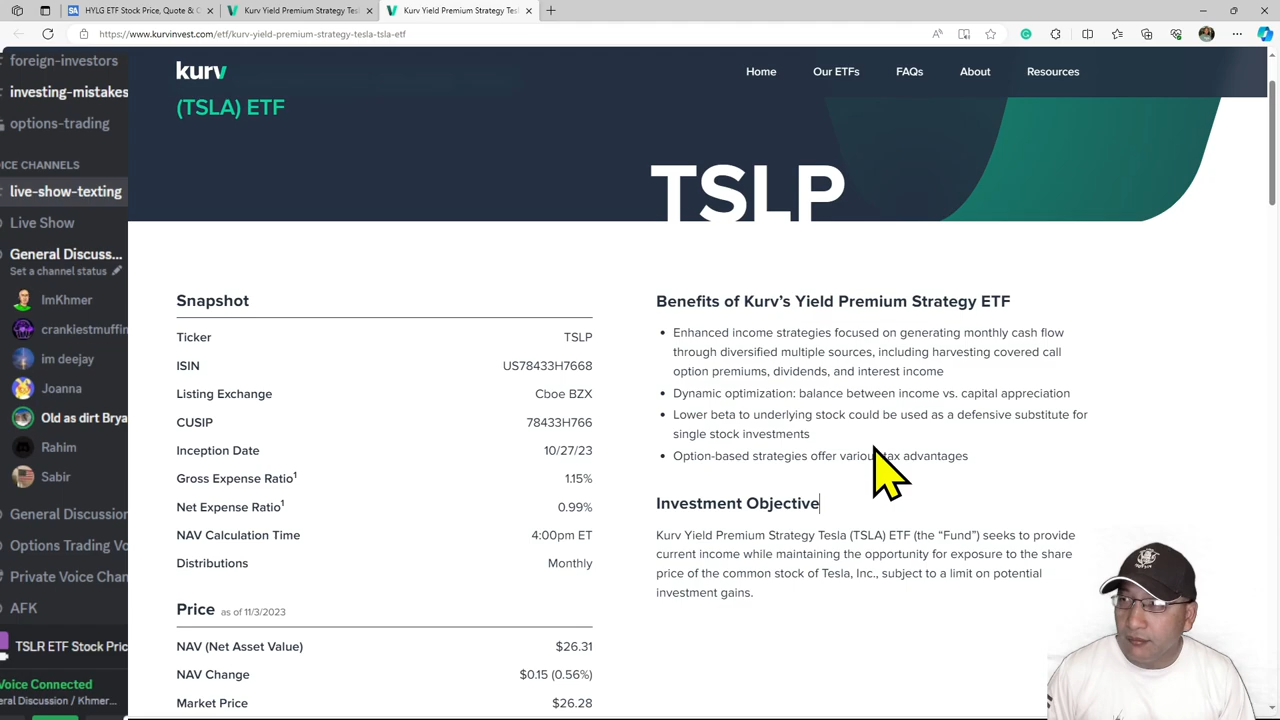 HYLG ETF Stock Price, Quote & C
Kurv Yield Premium Strategy Tesla
Kurv Yield Premium Strategy Tesla
https://www.kurvinvest.com/etf/kurv-yield-premium-strategy-tesla-tsla-etf
foreign-investors
investing-mistakes
options-trading
OICE CHANNELS
live-show-texting
Live Show
General Discussion
Set a channel status
ImKhmer
crankiestmuffin
im deejay
Joanna
Old as dirt Bryo
Rahim
Sabir
General Discussion
Options Trading Vo
Private Voice Chan
AFK
TSLR ETF Stock Pric
Voice Connected
General Discussion / Khmer...
kurv
Home
Our ETFs
FAQs
About
Resources
(TSLA) ETF
TSLP
Snapshot
Ticker TSLP
ISIN US78433H7668
Listing Exchange Cboe BZX
CUSIP 78433H766
Inception Date 10/27/23
Gross Expense Ratio1 1.15%
Net Expense Ratio1 0.99%
NAV Calculation Time 4:00pm ET
Distributions Monthly
Price as of 11/3/2023
NAV (Net Asset Value) $26.31
NAV Change $0.15 (0.56%)
Market Price $26.28
Benefits of Kurv’s Yield Premium Strategy ETF
• Enhanced income strategies focused on generating monthly cash flow
through diversified multiple sources, including harvesting covered call
option premiums, dividends, and interest income
• Dynamic optimization: balance between income vs. capital appreciation
• Lower beta to underlying stock could be used as a defensive substitute for
single stock investments
• Option-based strategies offer various tax advantages
Investment Objective
Kurv Yield Premium Strategy Tesla (TSLA) ETF (the “Fund”) seeks to provide
current income while maintaining the opportunity for exposure to the share
price of the common stock of Tesla, Inc., subject to a limit on potential
investment gains.